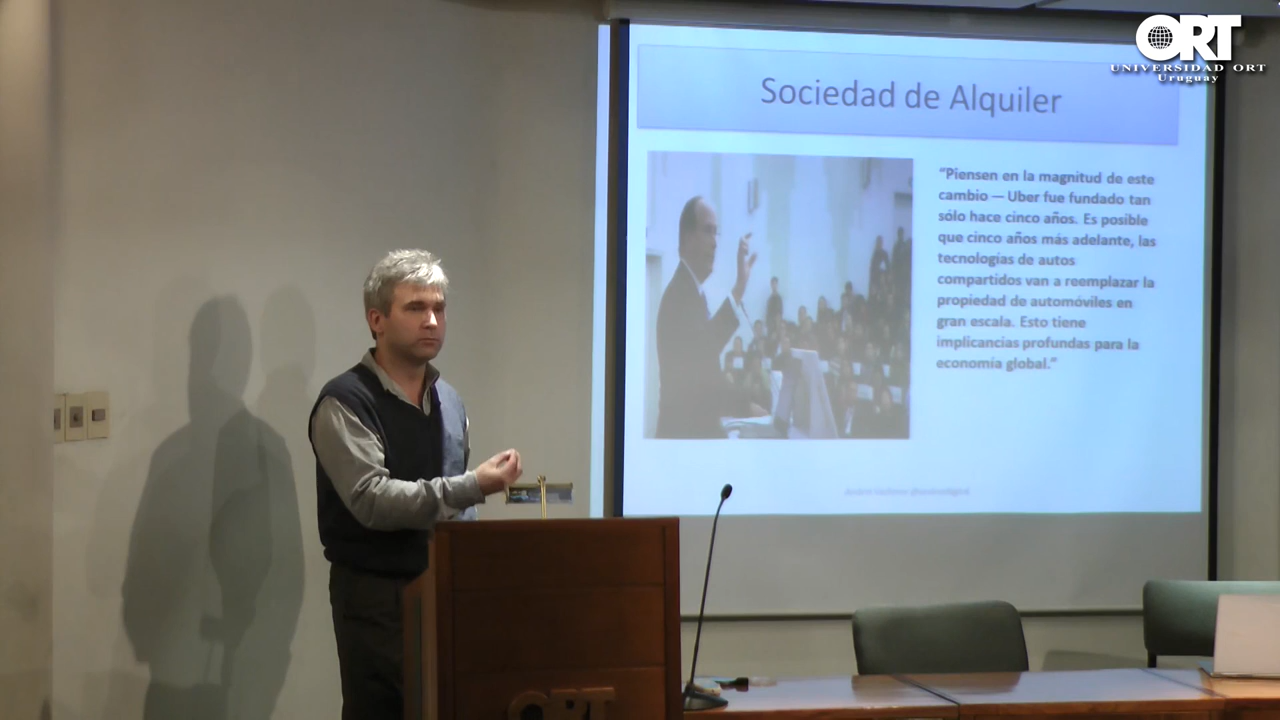 ORT
UNIVERSIDAD ORT
Uruguay
Sociedad de Alquiler
“Piensen en la magnitud de este
cambio — Uber fue fundado tan
sólo hace cinco años. Es posible
que cinco años más adelante, las
tecnologías de autos
compartidos van a reemplazar la
propiedad de automóviles en
gran escala. Esto tiene
implicancias profundas para la
economía global.”
ORT